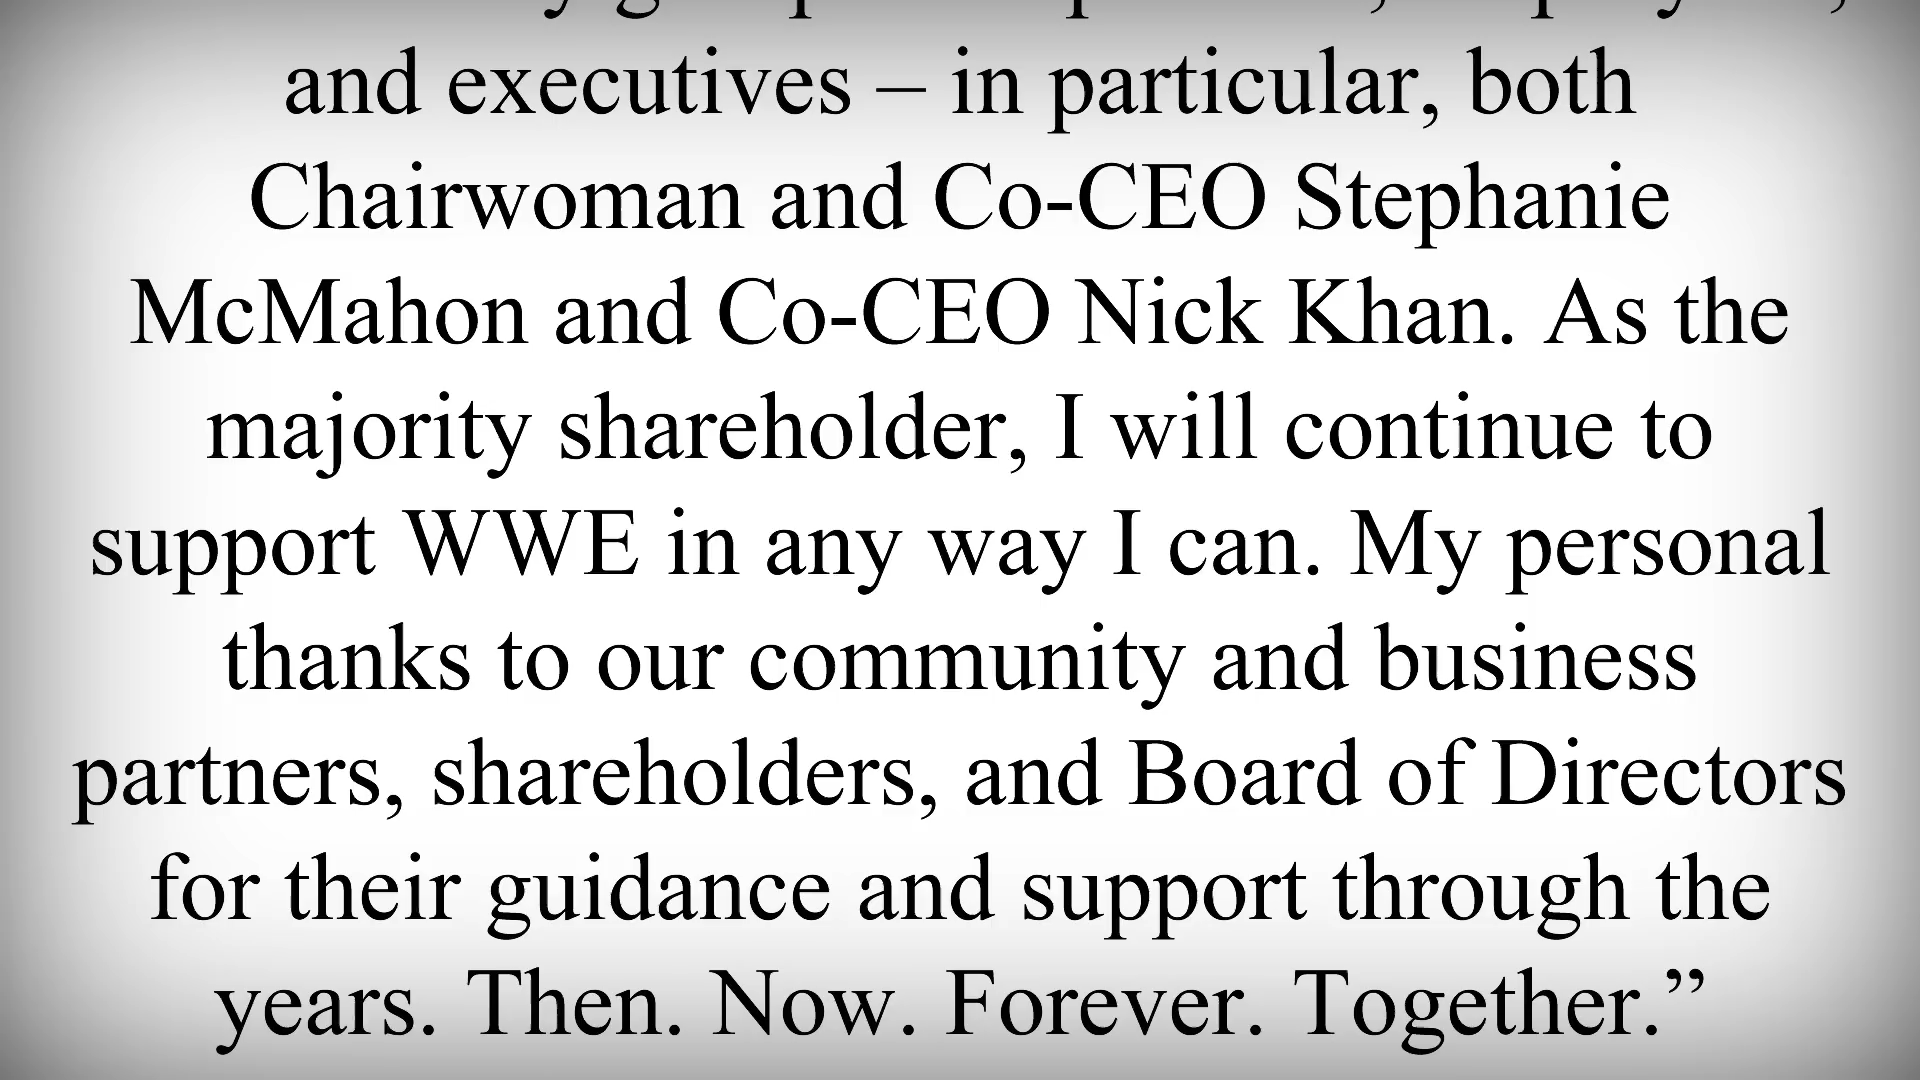 and executives – in particular, both
Chairwoman and Co-CEO Stephanie
McMahon and Co-CEO Nick Khan. As the
majority shareholder, I will continue to
support WWE in any way I can. My personal
thanks to our community and business
partners, shareholders, and Board of Directors
for their guidance and support through the
years. Then. Now. Forever. Together.”